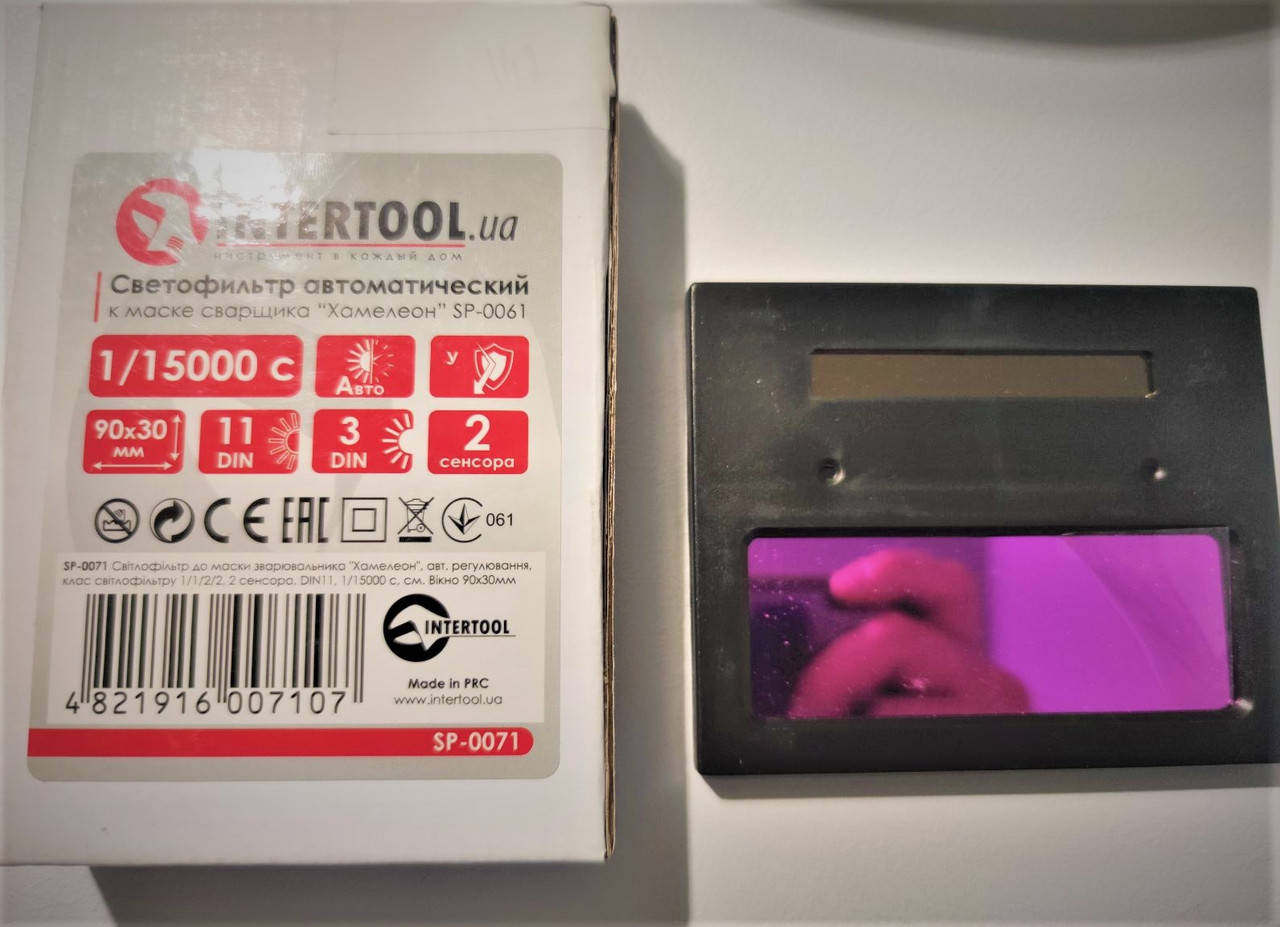 INTERTOOL.ua
инструмент в каждый дом
Светофильтр автоматический
к маске сварщика "Хамелеон" SP-0061
1/15000 с
Авто
У
90x30
мм
11
DIN
3
DIN
2
сенсора
CE EAC
061
SP-0071 Світлофільтр до маски зварювальника "Хамелеон", авт. регулювання,
клас світлофільтру 1/1/2/2, 2 сенсора, DIN11, 1/15000 с, см. Вікно 90х30мм
INTERTOOL
4 821916 007107
Made in PRC
www.intertool.ua
SP-0071